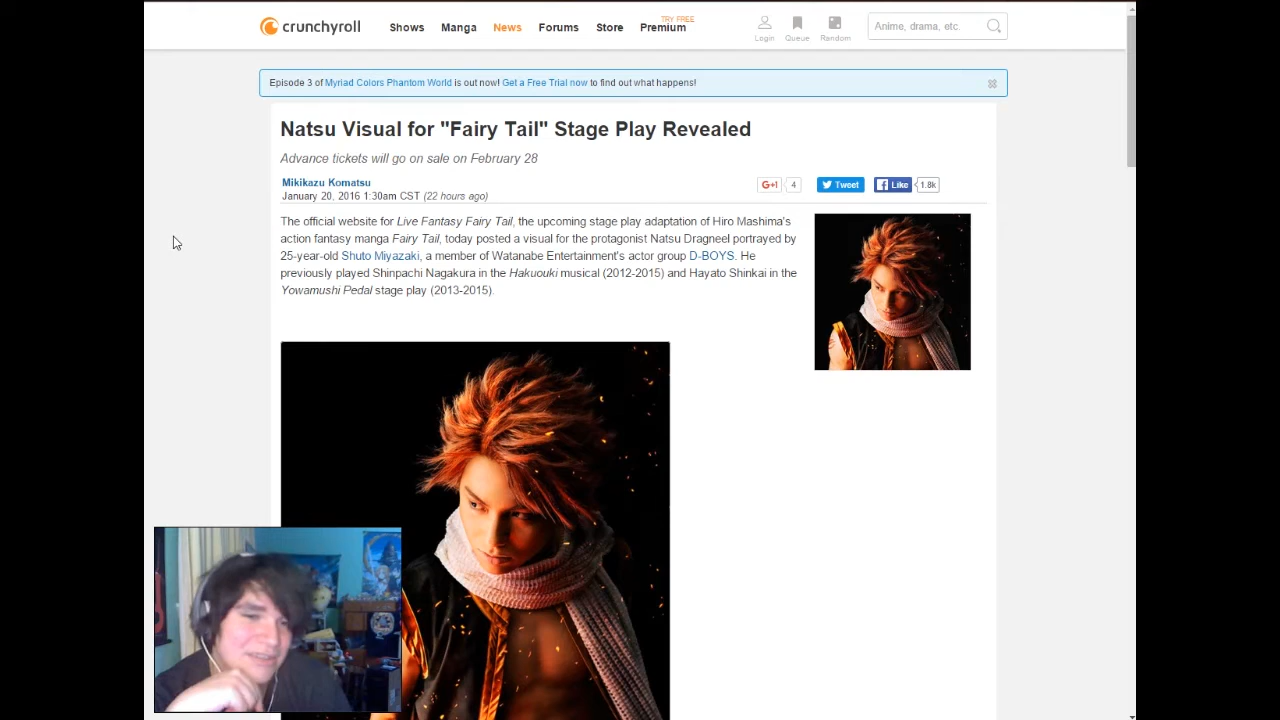 crunchyroll Shows Manga News Forums Store Premium TRY FREE Login Queue Random Anime, drama, etc.
Episode 3 of Myriad Colors Phantom World is out now! Get a Free Trial now to find out what happens!
Natsu Visual for "Fairy Tail" Stage Play Revealed
Advance tickets will go on sale on February 28
Mikikazu Komatsu
January 20, 2016 1:30am CST (22 hours ago)
G+1 4 Tweet Like 1.8k
The official website for Live Fantasy Fairy Tail, the upcoming stage play adaptation of Hiro Mashima's
action fantasy manga Fairy Tail, today posted a visual for the protagonist Natsu Dragneel portrayed by
25-year-old Shuto Miyazaki, a member of Watanabe Entertainment's actor group D-BOYS. He
previously played Shinpachi Nagakura in the Hakuouki musical (2012-2015) and Hayato Shinkai in the
Yowamushi Pedal stage play (2013-2015).